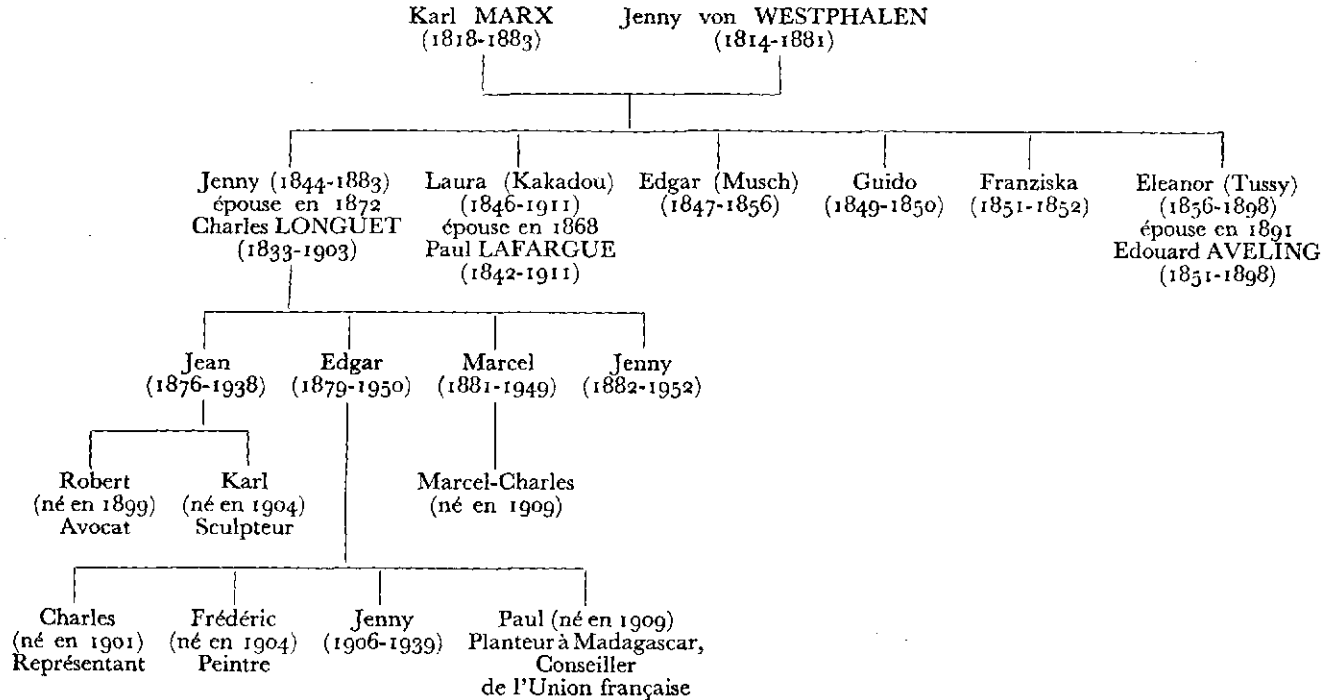 Karl MARX
(1818-1883)
Jenny von WESTPHALEN
(1814-1881)
Jenny (1844-1883)
épouse en 1872
Charles LONGUET
(1833-1903)
Laura (Kakadou)
(1846-1911)
épouse en 1868
Paul LAFARGUE
(1842-1911)
Edgar (Musch)
(1847-1856)
Guido
(1849-1850)
Franziska
(1851-1852)
Eleanor (Tussy)
(1856-1898)
épouse en 1891
Edouard AVELING
(1851-1898)
Jean
(1876-1938)
Edgar
(1879-1950)
Marcel
(1881-1949)
Jenny
(1882-1952)
Robert
(né en 1899)
Avocat
Karl
(né en 1904)
Sculpteur
Marcel-Charles
(né en 1909)
Charles
(né en 1901)
Représentant
Frédéric
(né en 1904)
Peintre
Jenny
(1906-1939)
Paul (né en 1909)
Planteur à Madagascar,
Conseiller
de l'Union française